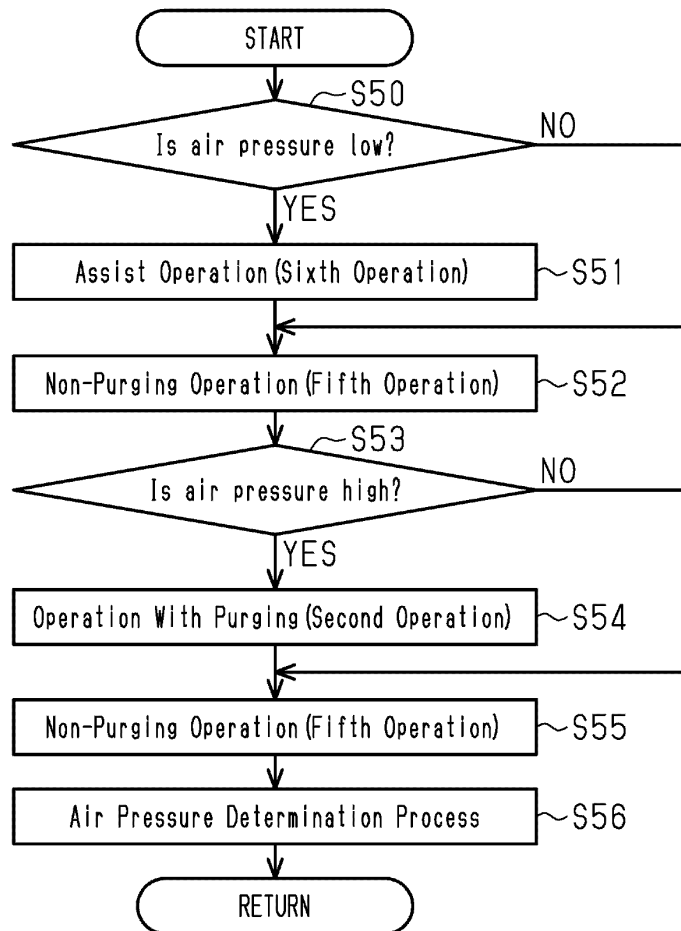 START
S50
Is air pressure low?
NO
YES
Assist Operation(Sixth Operation)
S51
Non-Purging Operation(Fifth Operation)
S52
S53
Is air pressure high?
NO
YES
Operation With Purging(Second Operation)
S54
Non-Purging Operation(Fifth Operation)
S55
Air Pressure Determination Process
S56
RETURN